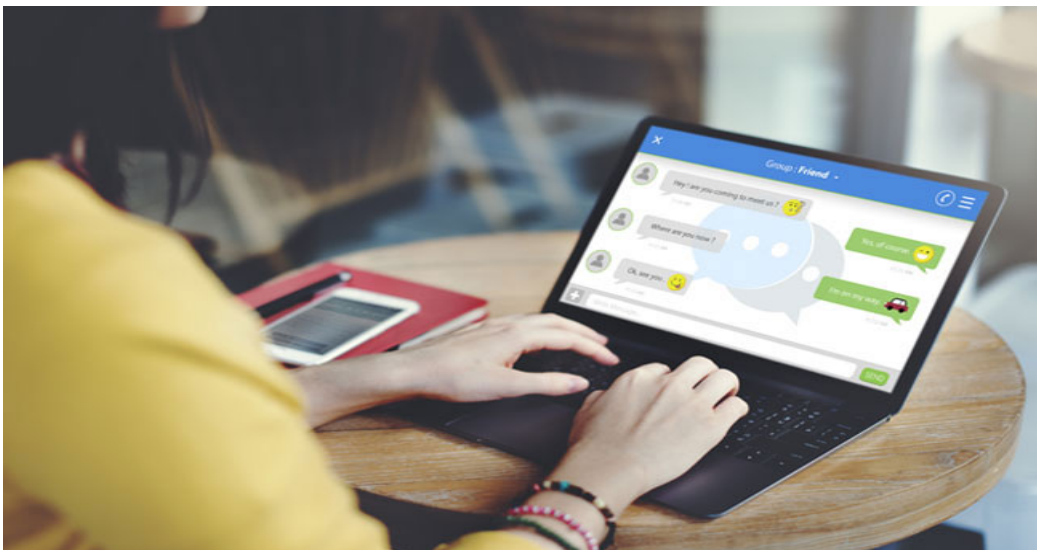 Group : Friend
Hey ! are you coming to meet us ?
Yes, of course
Where are you now ?
I'm on my way
Ok, see you
SEND